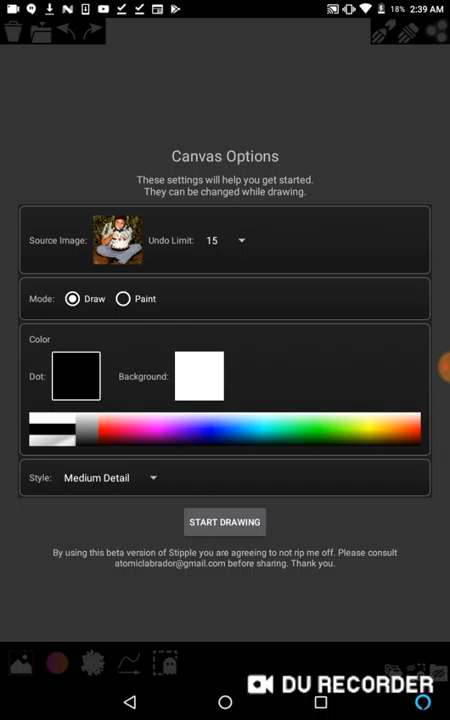 18% 2:39 AM
Canvas Options
These settings will help you get started.
They can be changed while drawing.
Source Image: Undo Limit: 15
Mode: Draw Paint
Color
Dot: Background:
Style: Medium Detail
START DRAWING
By using this beta version of Stipple you are agreeing to not rip me off. Please consult
atomiclabrador@gmail.com before sharing. Thank you.
DU RECORDER